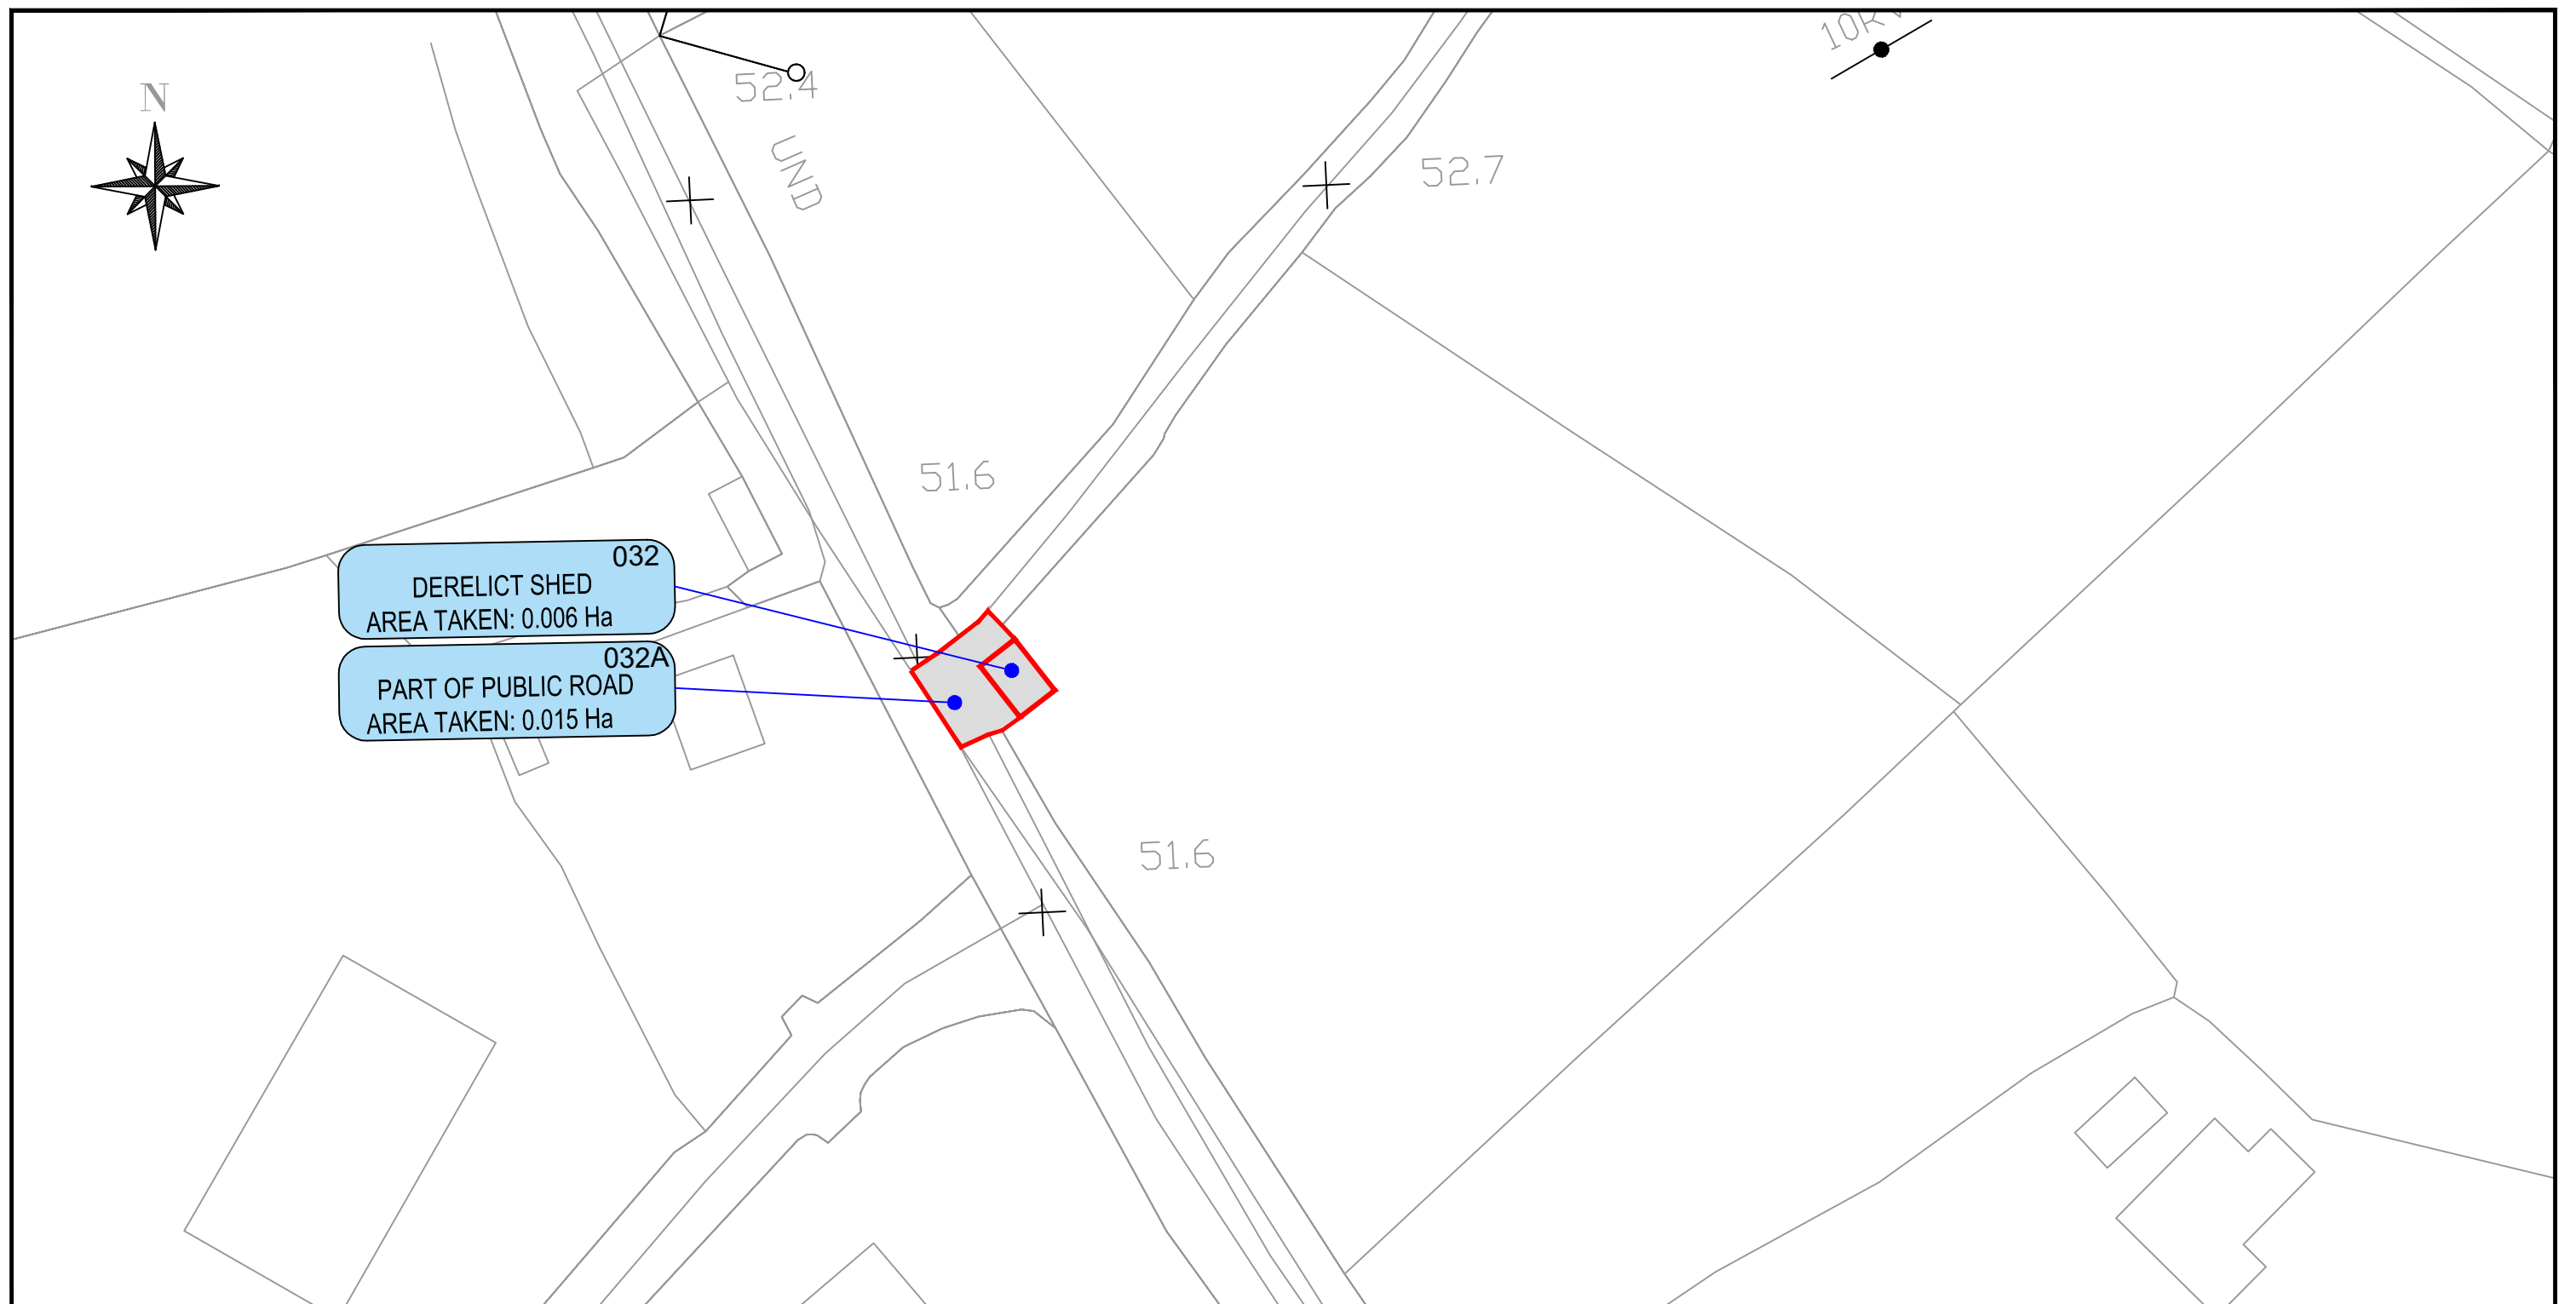 N
52.4
UND
52.7
51.6
032
DERELICT SHED
AREA TAKEN: 0.006 Ha
032A
PART OF PUBLIC ROAD
AREA TAKEN: 0.015 Ha
51.6